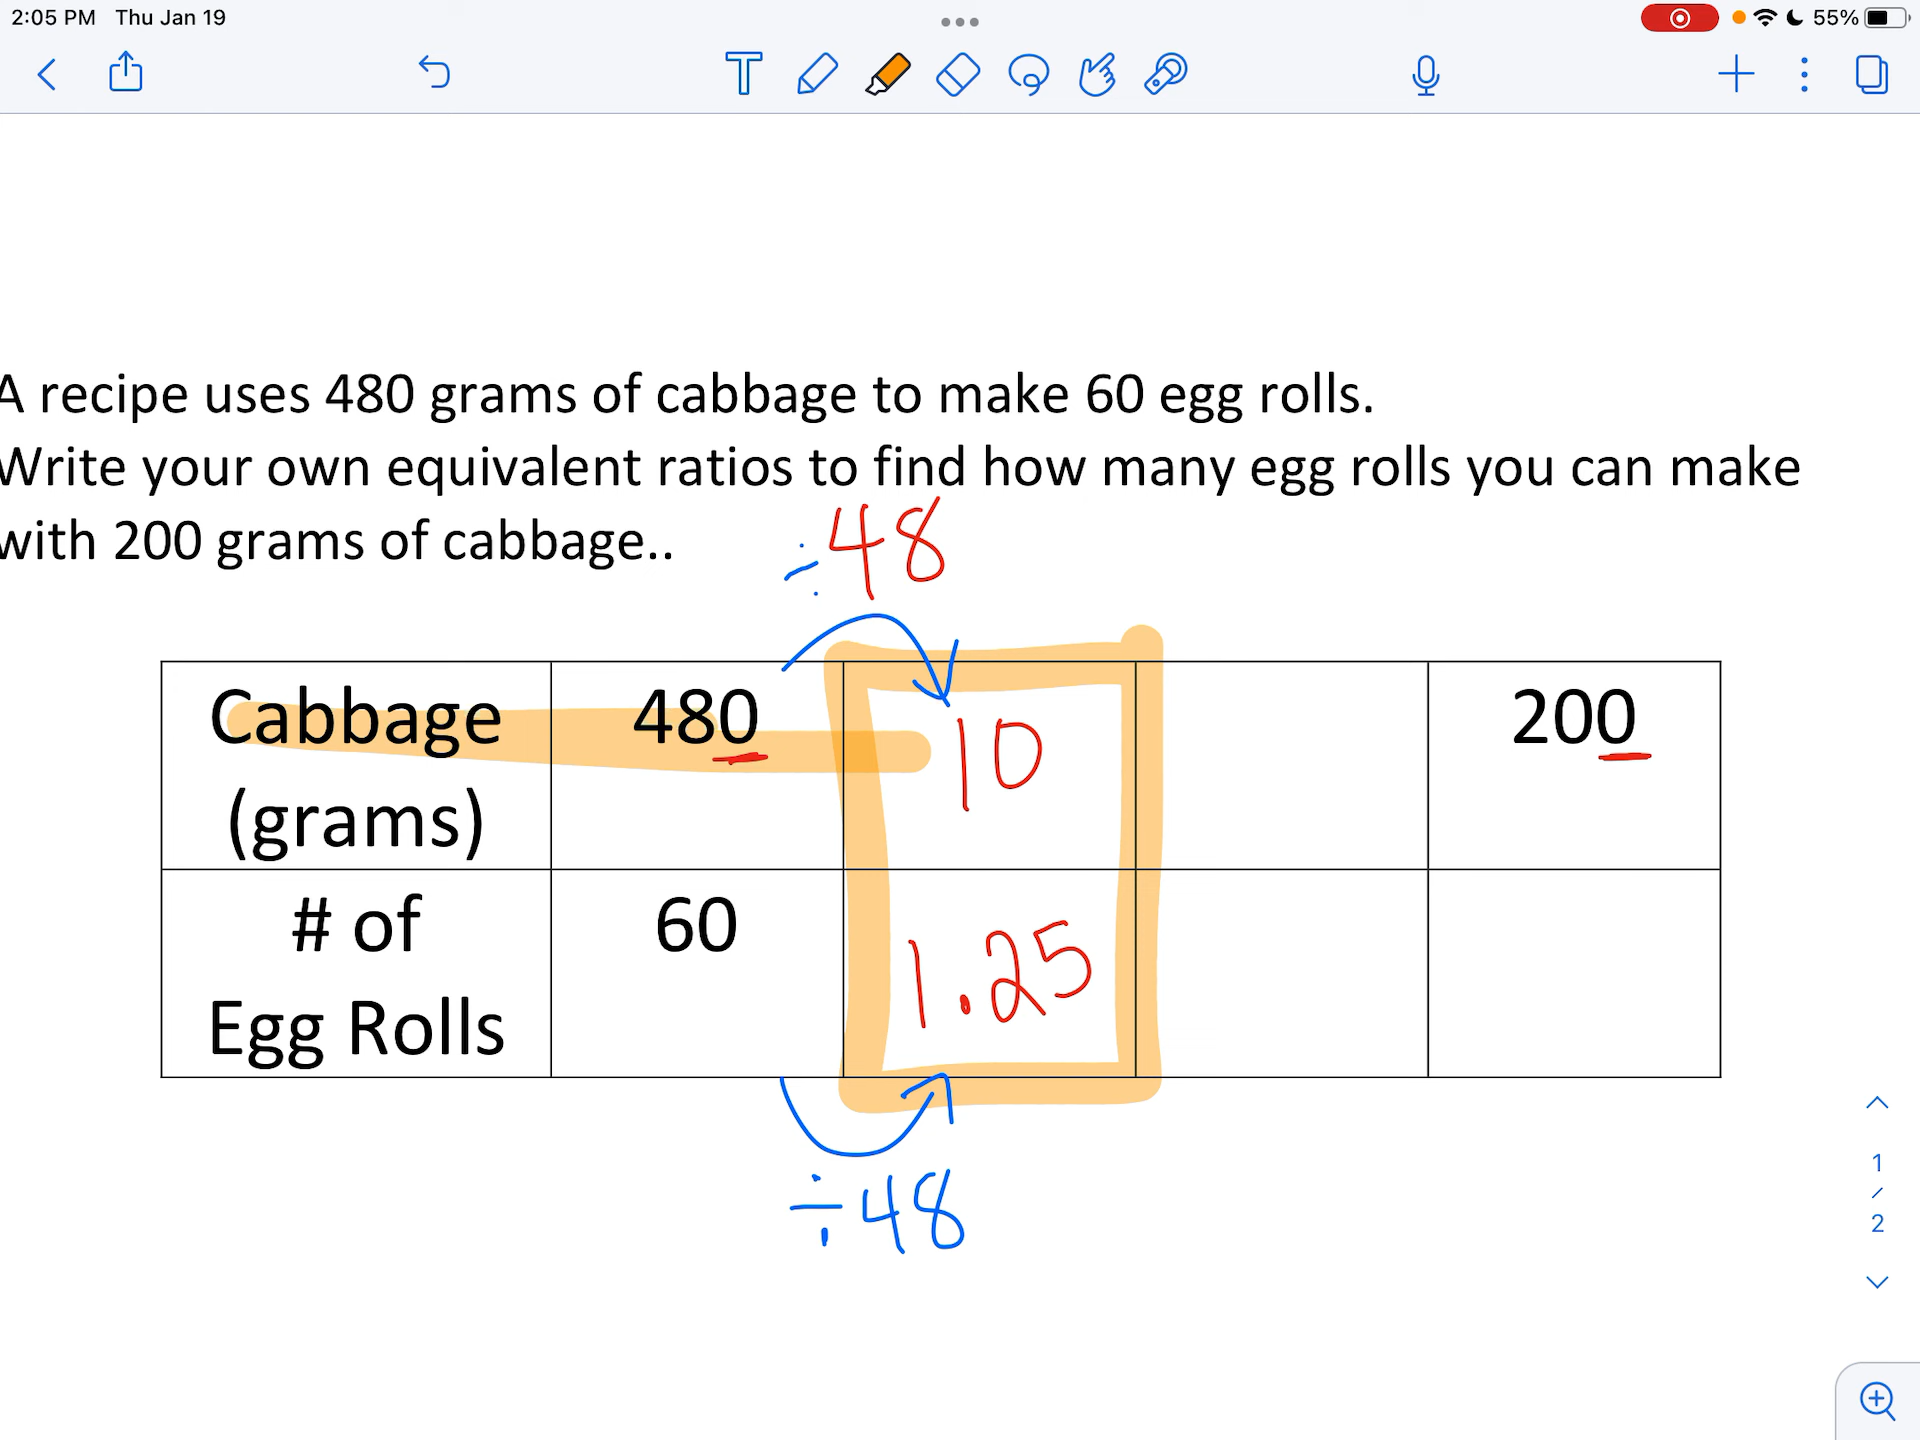 2:05 PM Thu Jan 19
55%
T
A recipe uses 480 grams of cabbage to make 60 egg rolls.
Write your own equivalent ratios to find how many egg rolls you can make
with 200 grams of cabbage..
÷48
Cabbage (grams) 480 10 200
# of Egg Rolls 60 1.25
÷48
1
/
2